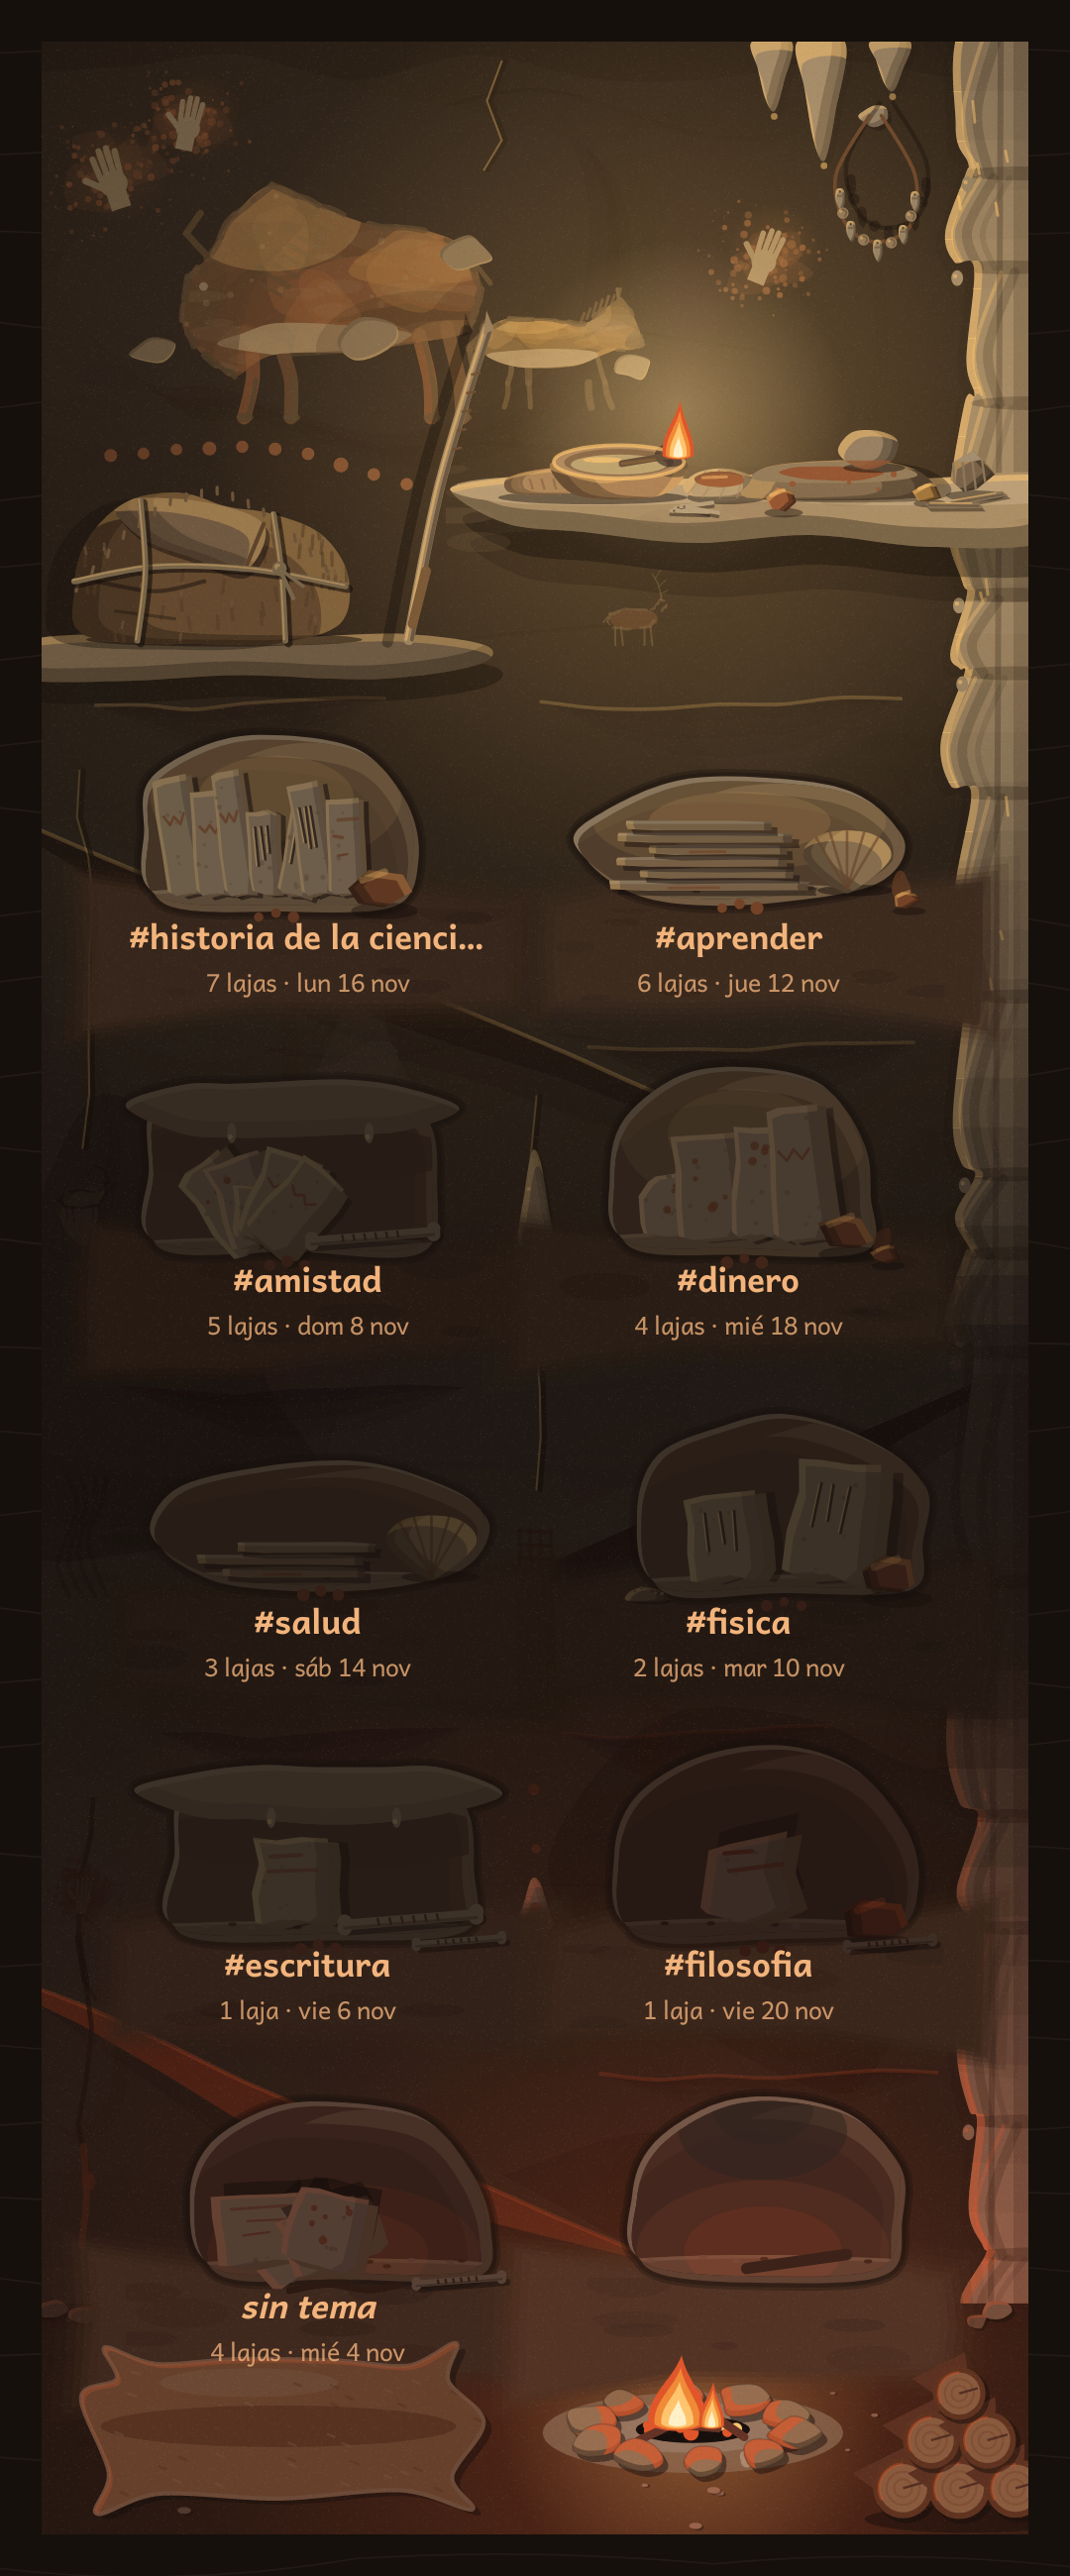 #historia de la cienci...
7 lajas · lun 16 nov
#aprender
6 lajas · jue 12 nov
#amistad
5 lajas · dom 8 nov
#dinero
4 lajas · mié 18 nov
#salud
3 lajas · sáb 14 nov
#fisica
2 lajas · mar 10 nov
#escritura
1 laja · vie 6 nov
#filosofia
1 laja · vie 20 nov
sin tema
4 lajas · mié 4 nov